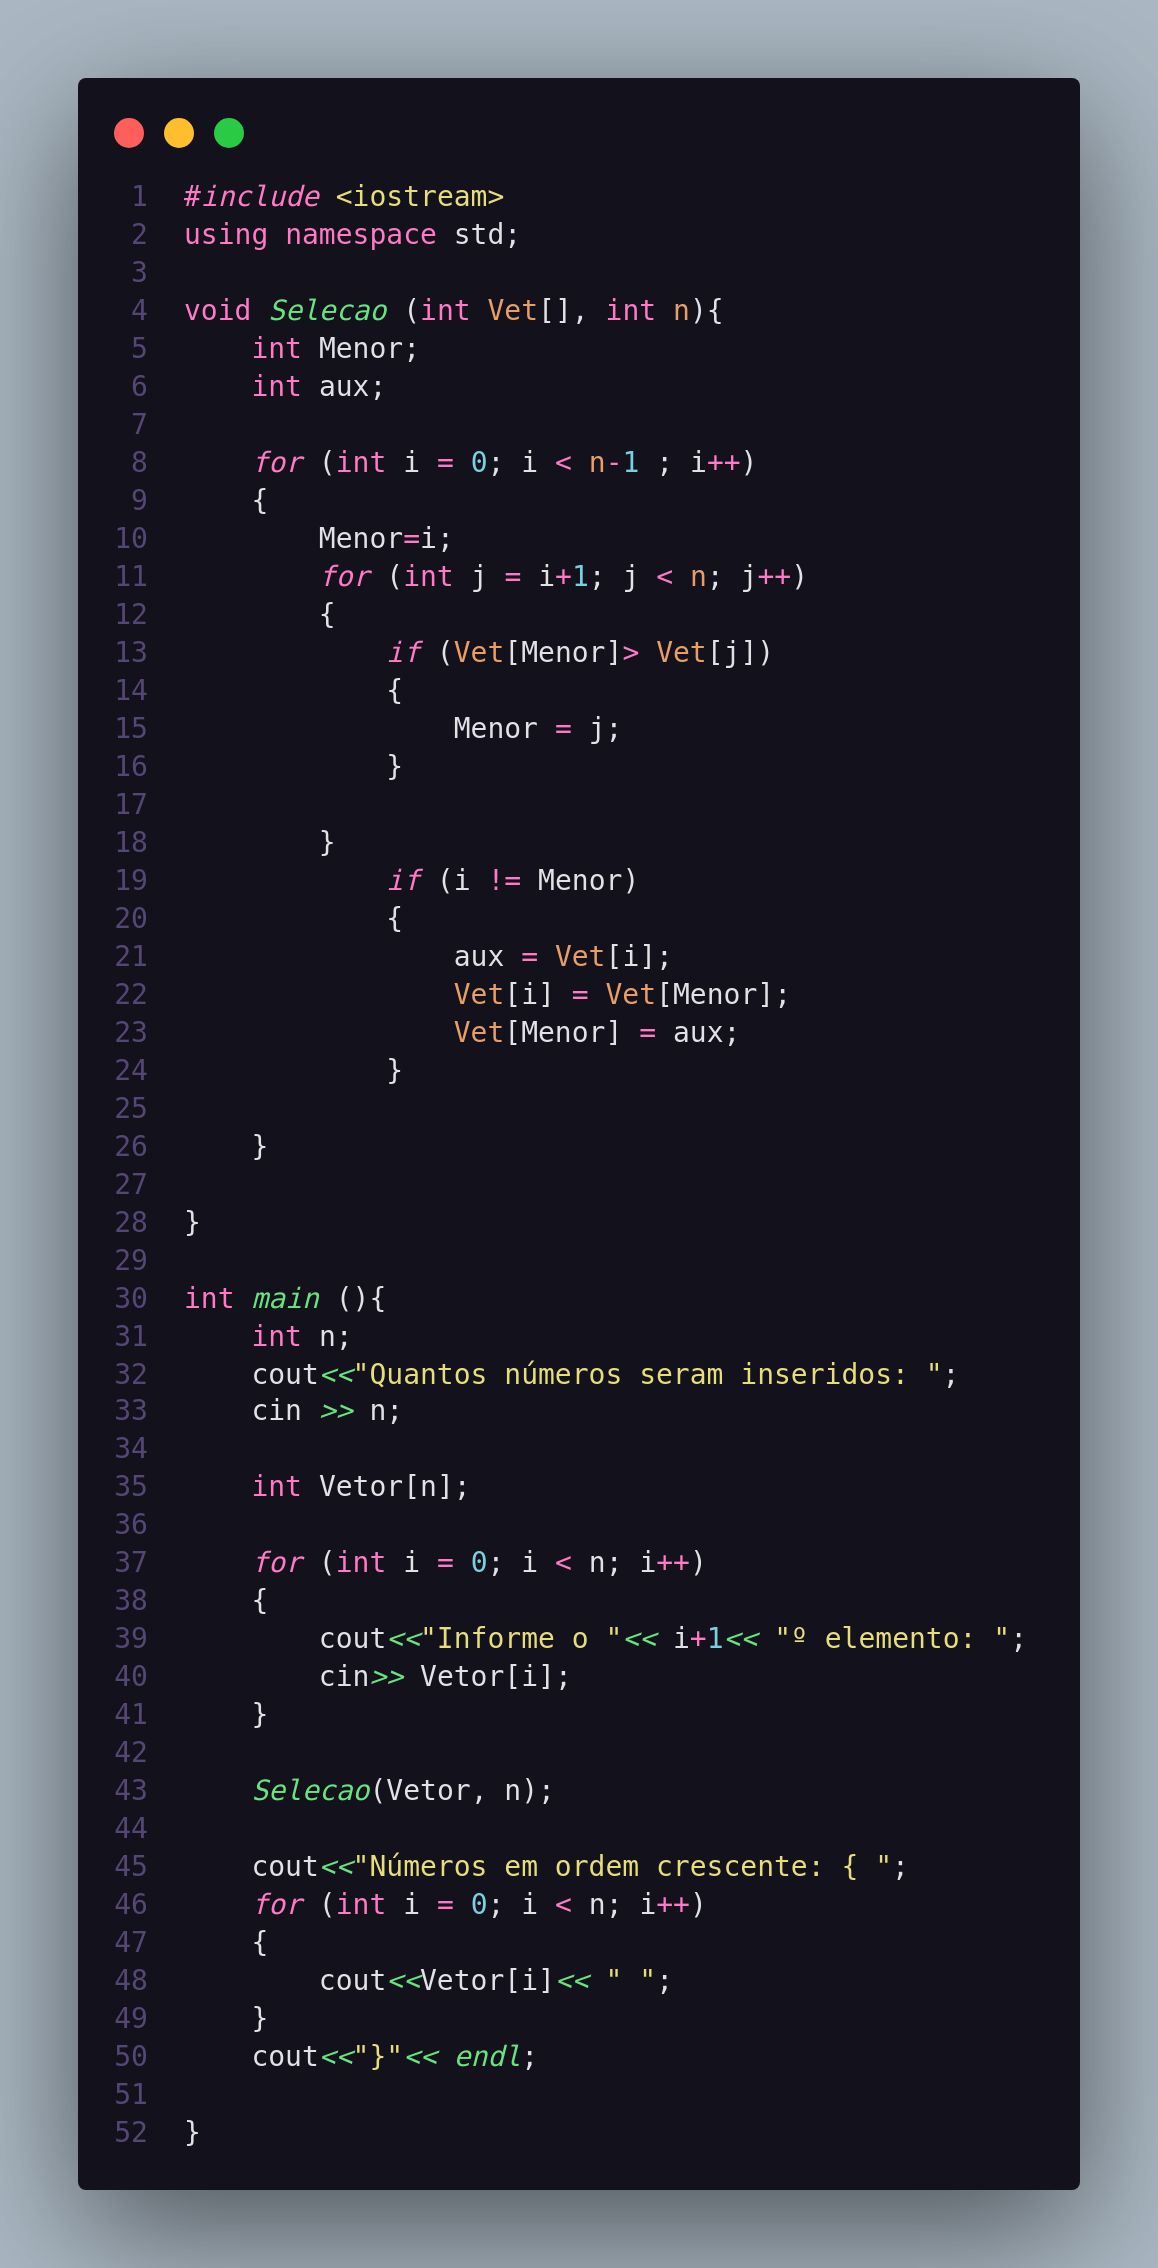 1 #include <iostream>
2 using namespace std;
3
4 void Selecao (int Vet[], int n){
5     int Menor;
6     int aux;
7
8     for (int i = 0; i < n-1 ; i++)
9     {
10         Menor=i;
11         for (int j = i+1; j < n; j++)
12         {
13             if (Vet[Menor]> Vet[j])
14             {
15                 Menor = j;
16             }
17
18         }
19             if (i != Menor)
20             {
21                 aux = Vet[i];
22                 Vet[i] = Vet[Menor];
23                 Vet[Menor] = aux;
24             }
25
26     }
27
28 }
29
30 int main (){
31     int n;
32     cout<<"Quantos números seram inseridos: ";
33     cin >> n;
34
35     int Vetor[n];
36
37     for (int i = 0; i < n; i++)
38     {
39         cout<<"Informe o "<< i+1<< "º elemento: ";
40         cin>> Vetor[i];
41     }
42
43     Selecao(Vetor, n);
44
45     cout<<"Números em ordem crescente: { ";
46     for (int i = 0; i < n; i++)
47     {
48         cout<<Vetor[i]<< " ";
49     }
50     cout<<"}"<< endl;
51
52 }